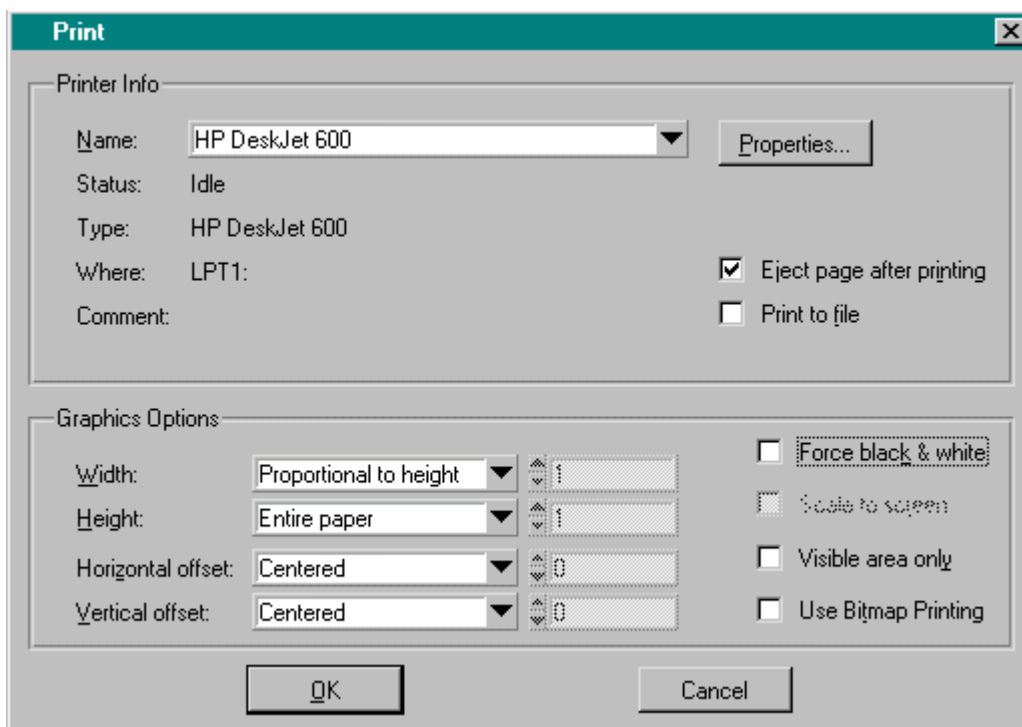 Print
Printer Info
Name: HP DeskJet 600 Properties...
Status: Idle
Type: HP DeskJet 600
Where: LPT1: Eject page after printing
Comment: Print to file
Graphics Options
Width: Proportional to height 1 Force black & white
Height: Entire paper 1 Scale to screen
Horizontal offset: Centered 0 Visible area only
Vertical offset: Centered 0 Use Bitmap Printing
OK Cancel